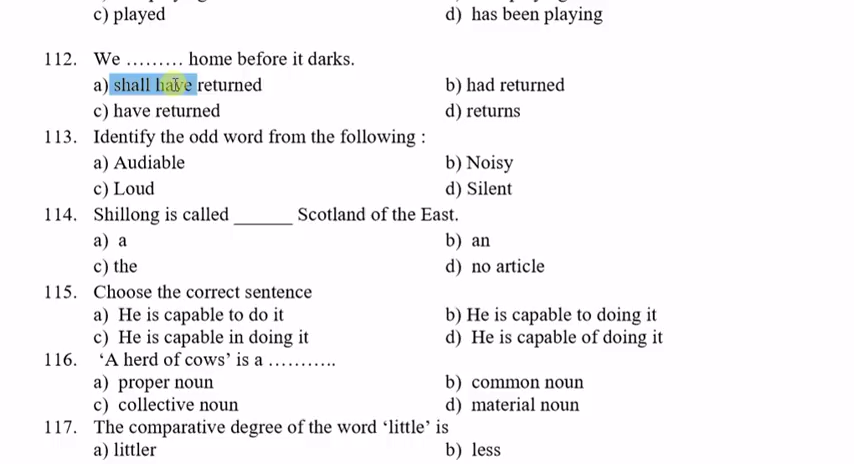 c) played d) has been playing
112. We ……… home before it darks.
a) shall have returned b) had returned
c) have returned d) returns
113. Identify the odd word from the following :
a) Audiable b) Noisy
c) Loud d) Silent
114. Shillong is called ______ Scotland of the East.
a) a b) an
c) the d) no article
115. Choose the correct sentence
a) He is capable to do it b) He is capable to doing it
c) He is capable in doing it d) He is capable of doing it
116. ‘A herd of cows’ is a ………..
a) proper noun b) common noun
c) collective noun d) material noun
117. The comparative degree of the word ‘little’ is
a) littler b) less